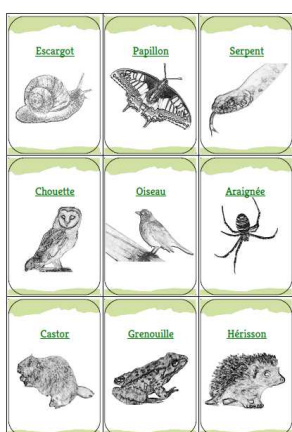 Escargot
Papillon
Serpent
Chouette
Oiseau
Araignée
Castor
Grenouille
Hérisson